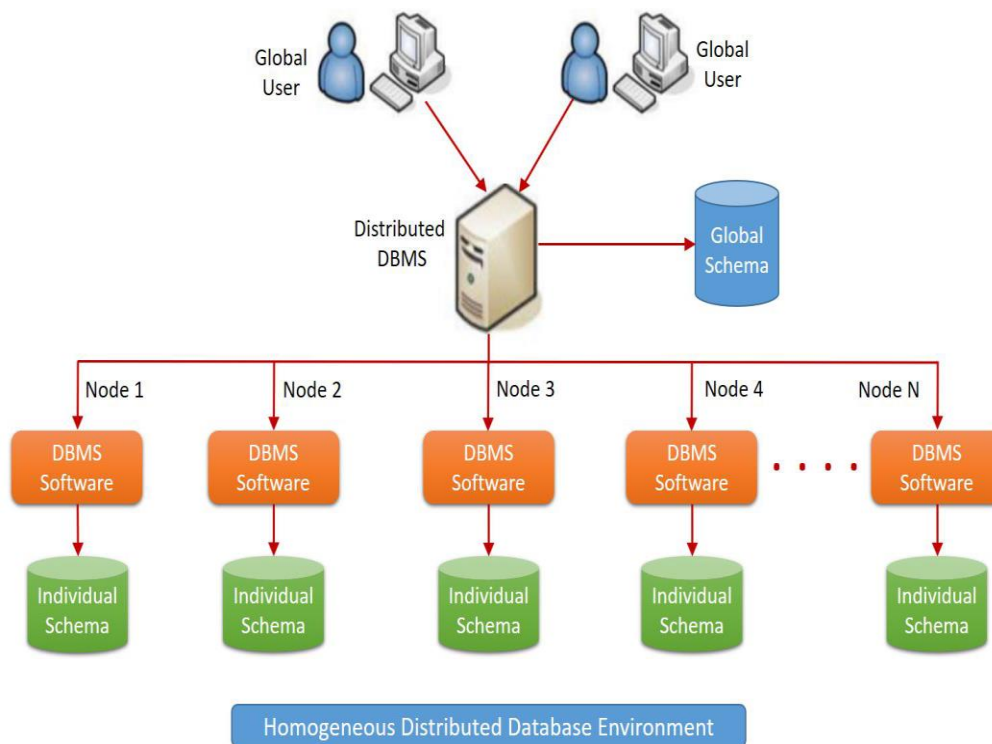 Global
User
Global
User
Distributed
DBMS
Global
Schema
Node 1
Node 2
Node 3
Node 4
Node N
DBMS
Software
DBMS
Software
DBMS
Software
DBMS
Software
DBMS
Software
Individual
Schema
Individual
Schema
Individual
Schema
Individual
Schema
Individual
Schema
Homogeneous Distributed Database Environment